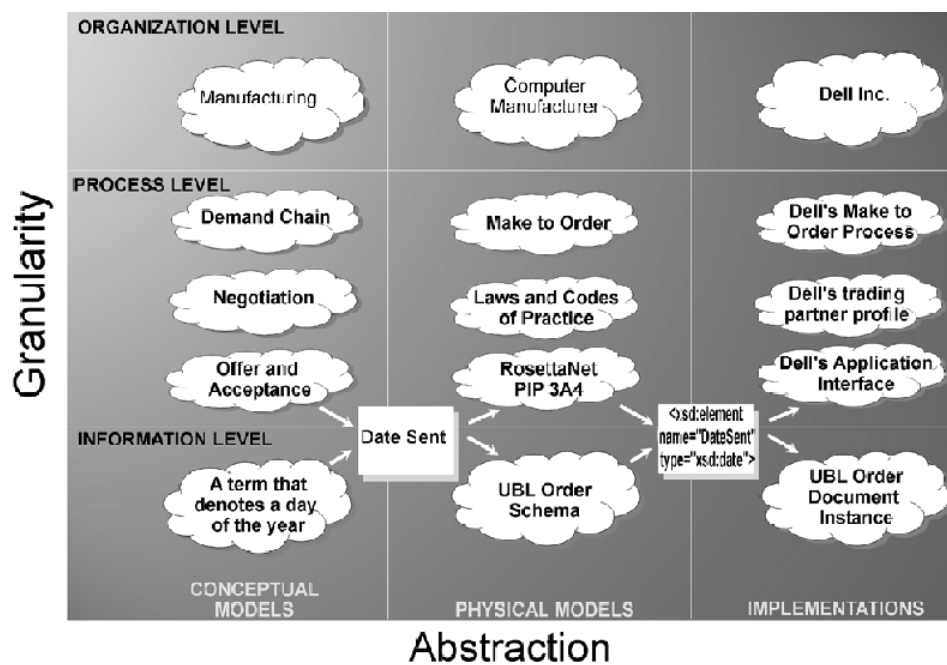 ORGANIZATION LEVEL
Manufacturing
Computer
Manufacturer
Dell Inc.
Granularity
PROCESS LEVEL
Demand Chain
Make to Order
Dell's Make to
Order Process
Negotiation
Laws and Codes
of Practice
Dell's trading
partner profile
Offer and
Acceptance
RosettaNet
PIP 3A4
Dell's Application
Interface
INFORMATION LEVEL
Date Sent
<xsd:element
name="DateSent"
type="xsd:date">
A term that
denotes a day
of the year
UBL Order
Schema
UBL Order
Document
Instance
CONCEPTUAL
MODELS
PHYSICAL MODELS
IMPLEMENTATIONS
Abstraction